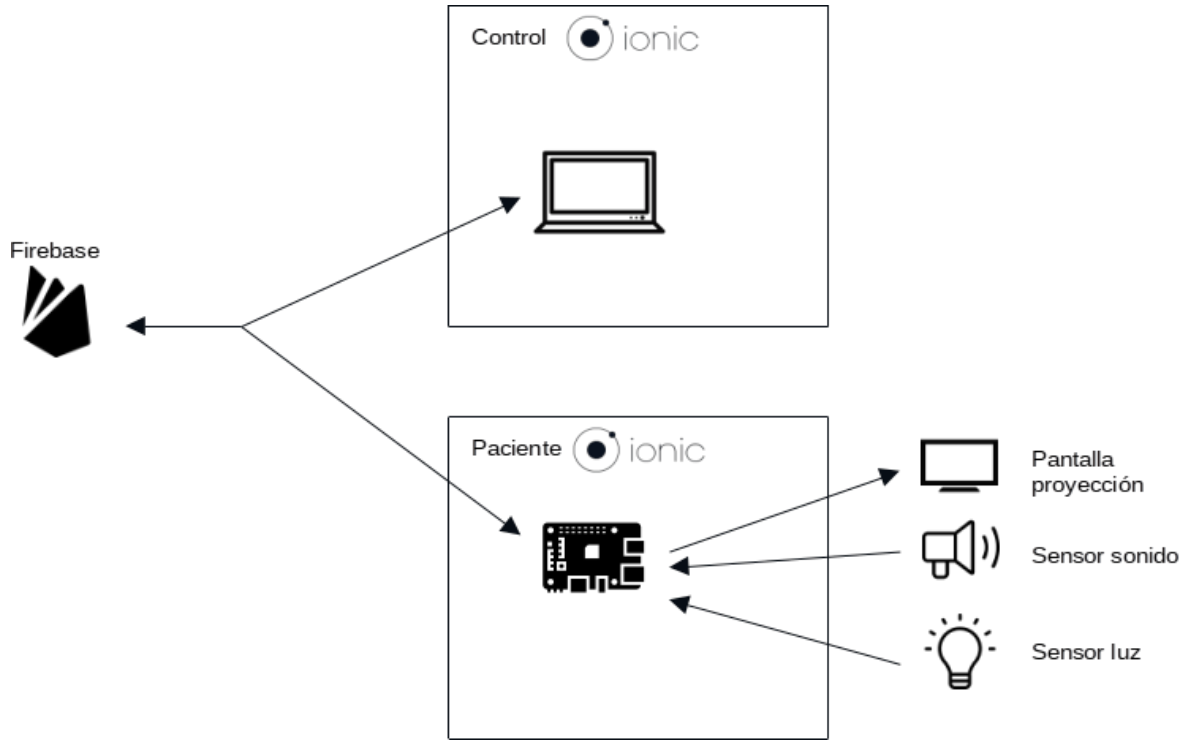 Control ionic
Firebase
Paciente ionic
Pantalla
proyección
Sensor sonido
Sensor luz